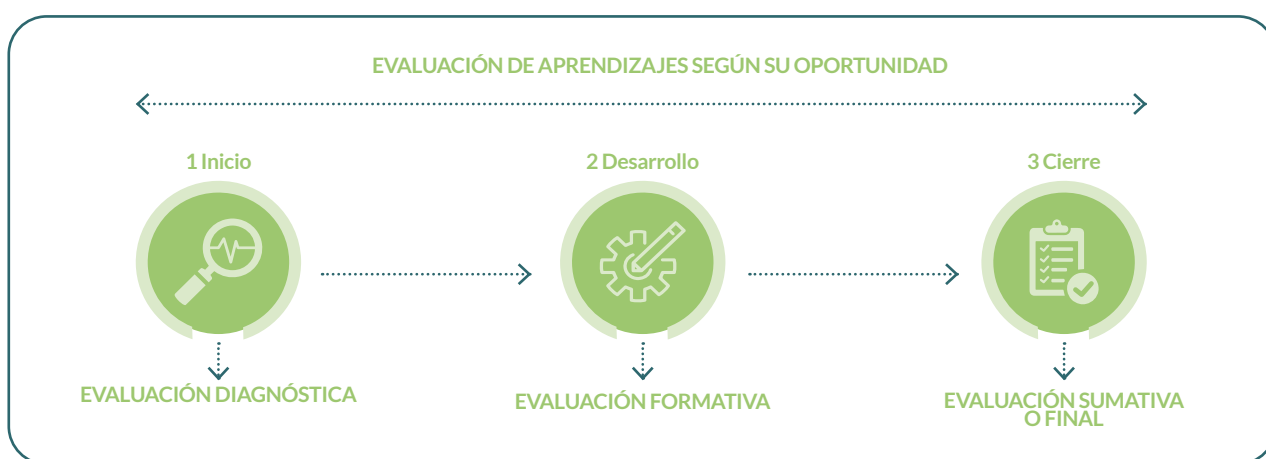 EVALUACIÓN DE APRENDIZAJES SEGÚN SU OPORTUNIDAD
1 Inicio
2 Desarrollo
3 Cierre
EVALUACIÓN DIAGNÓSTICA
EVALUACIÓN FORMATIVA
EVALUACIÓN SUMATIVA
O FINAL